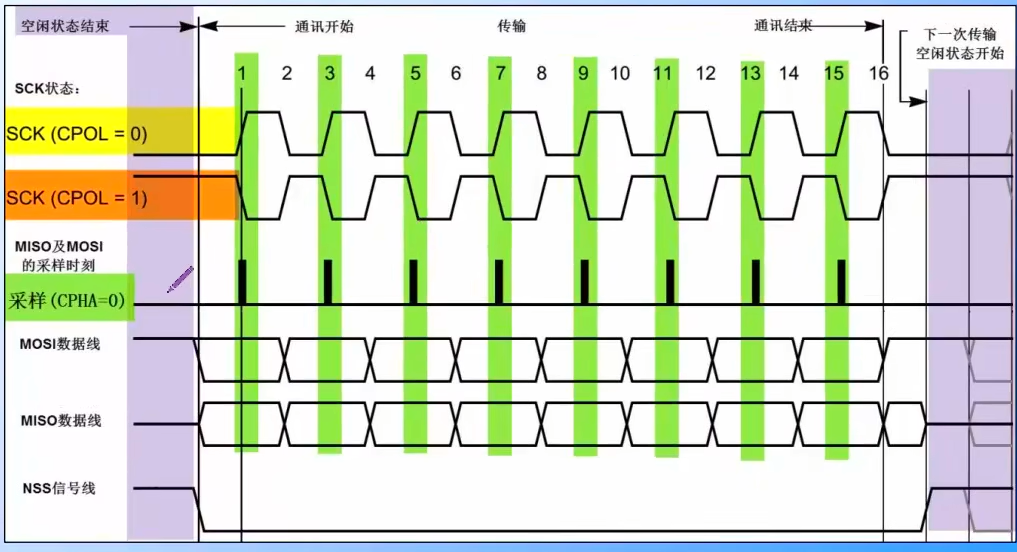 空闲状态结束
通讯开始
传输
通讯结束
下一次传输
空闲状态开始
1 2 3 4 5 6 7 8 9 10 11 12 13 14 15 16
SCK状态:
SCK (CPOL = 0)
SCK (CPOL = 1)
MISO及MOSI
的采样时刻
采样(CPHA=0)
MOSI数据线
MISO数据线
NSS信号线